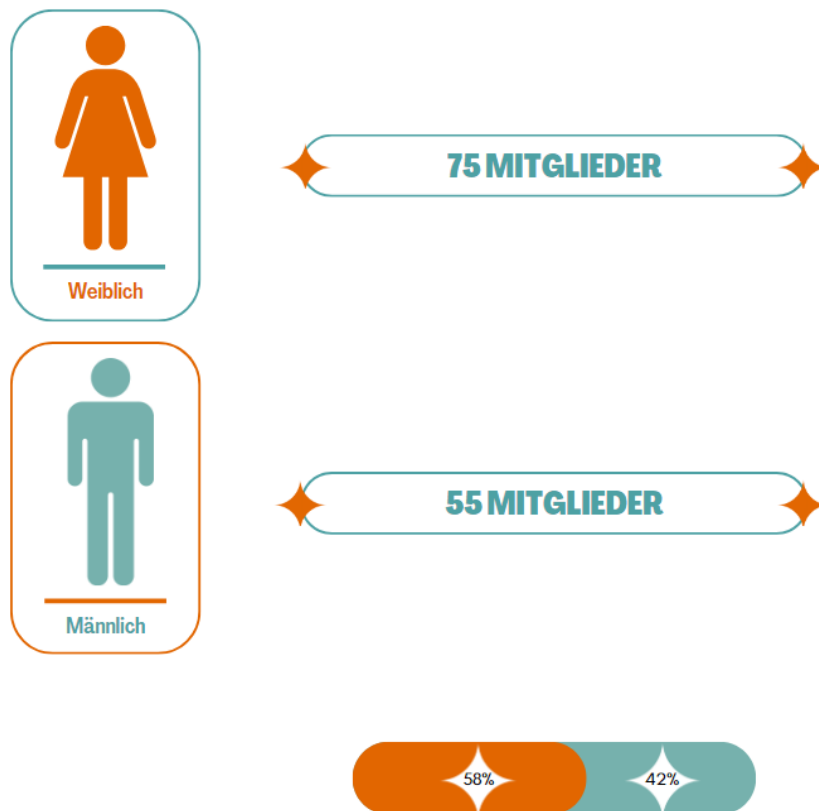 75 MITGLIEDER
Weiblich
55 MITGLIEDER
Männlich
58%
42%